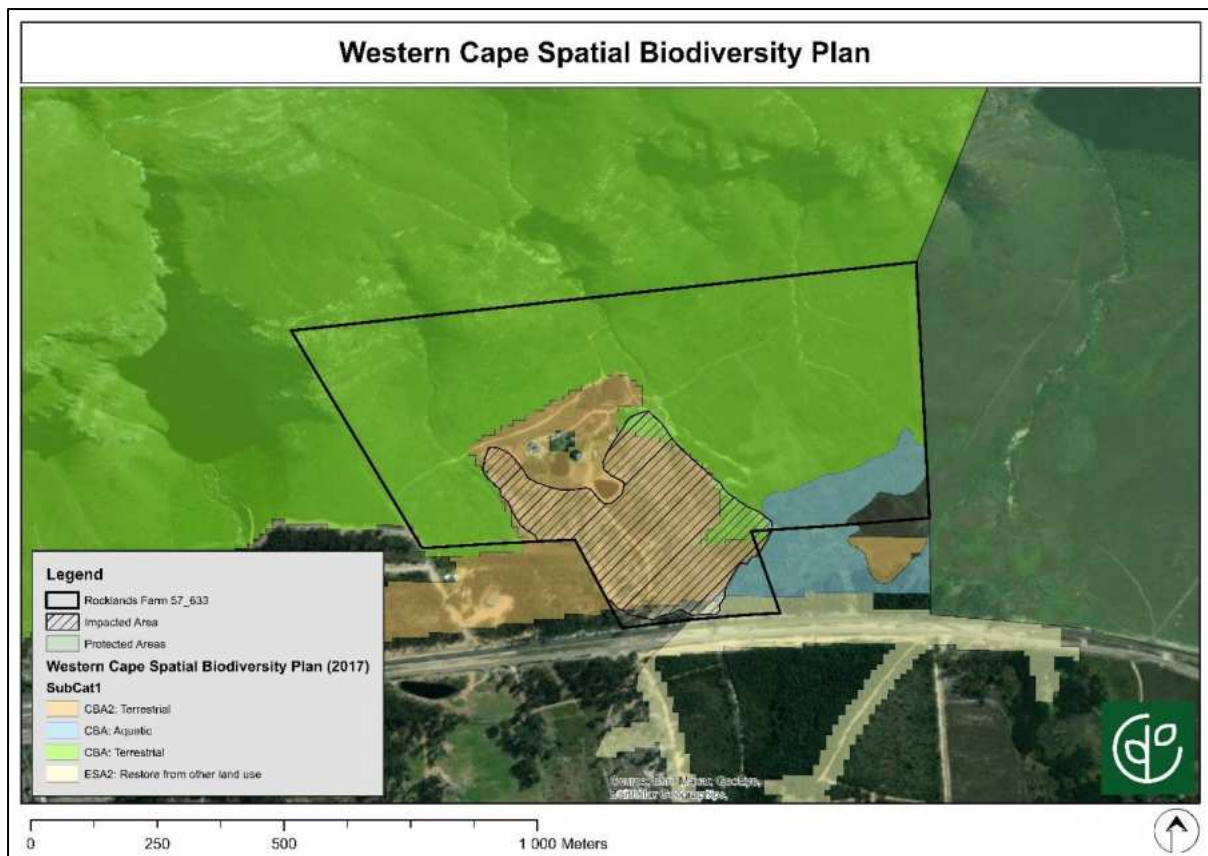 Western Cape Spatial Biodiversity Plan
Legend
Rocklands Farm 57_633
Impacted Area
Protected Areas
Western Cape Spatial Biodiversity Plan (2017)
SubCat1
CBA2: Terrestrial
CBA: Aquatic
CBA: Terrestrial
ESA2: Restore from other land use
0 250 500 1 000 Meters